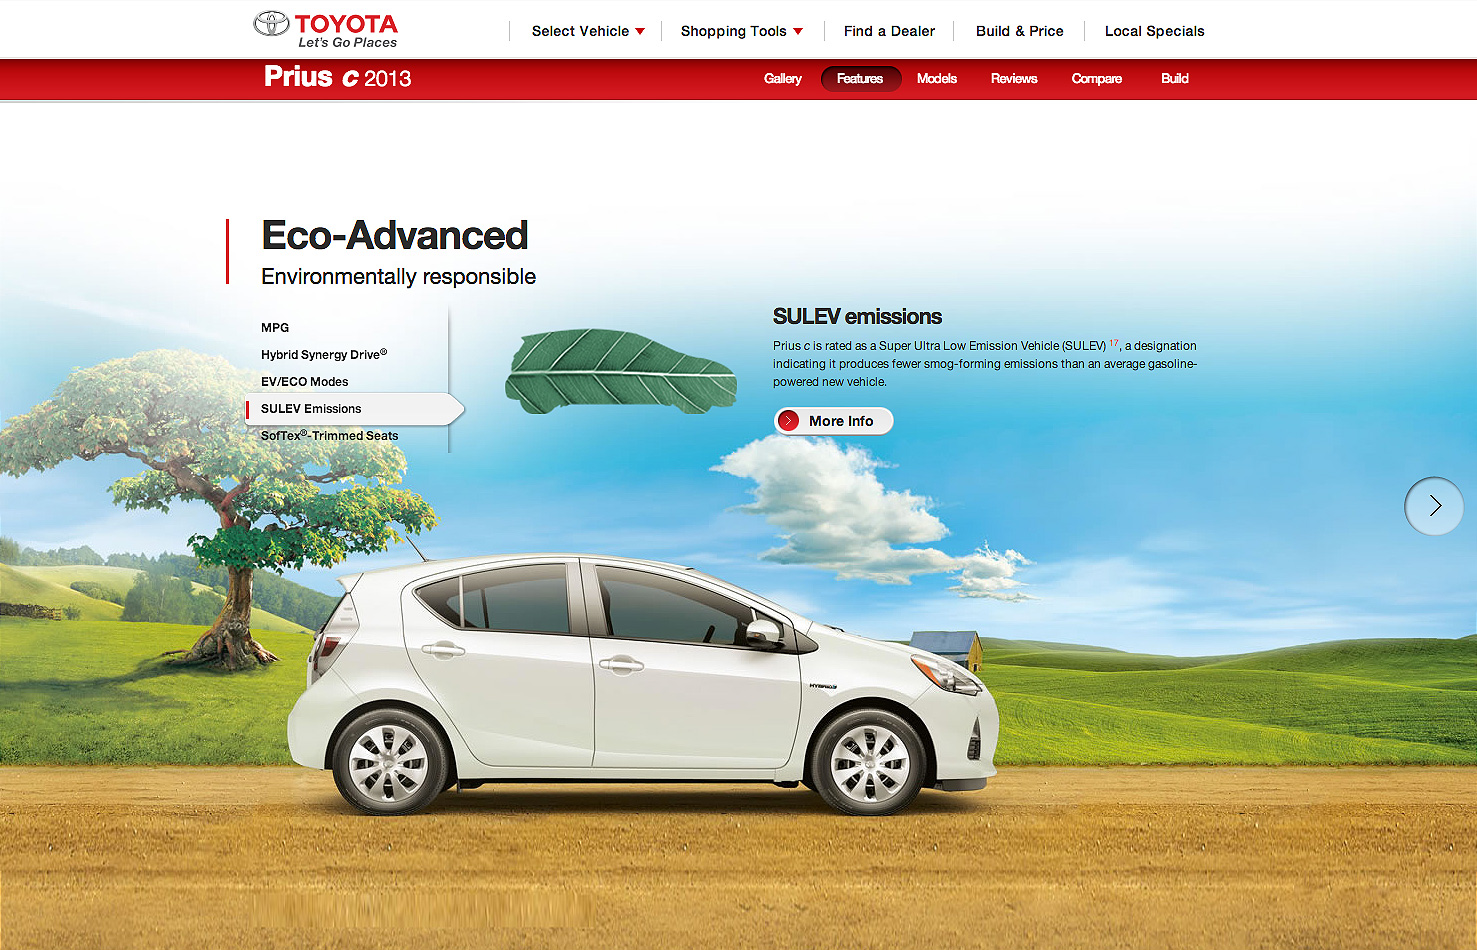 TOYOTA
Let's Go Places
Select Vehicle
Shopping Tools
Find a Dealer
Build & Price
Local Specials
Prius c 2013
Gallery
Features
Models
Reviews
Compare
Build
Eco-Advanced
Environmentally responsible
MPG
Hybrid Synergy Drive®
EV/ECO Modes
SULEV Emissions
SofTex®-Trimmed Seats
SULEV emissions
Prius c is rated as a Super Ultra Low Emission Vehicle (SULEV) 17, a designation
indicating it produces fewer smog-forming emissions than an average gasoline-
powered new vehicle.
More Info
HYBRID